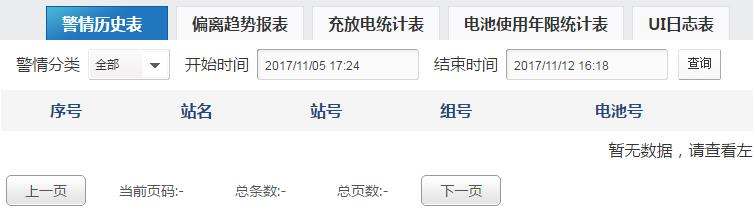 警情历史表 偏离趋势报表 充放电统计表 电池使用年限统计表 UI日志表
警情分类 全部 开始时间 2017/11/05 17:24 结束时间 2017/11/12 16:18 查询
序号 站名 站号 组号 电池号
暂无数据，请查看左
上一页 当前页码:- 总条数:- 总页数:- 下一页